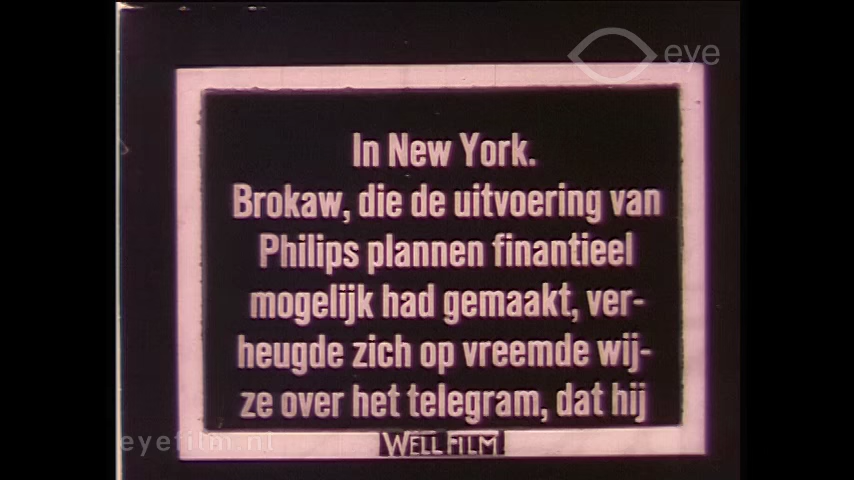 eye
In New York.
Brokaw, die de uitvoering van
Philips plannen finantieel
mogelijk had gemaakt, ver-
heugde zich op vreemde wij-
ze over het telegram, dat hij
WELL FILM
eyefilm.nl